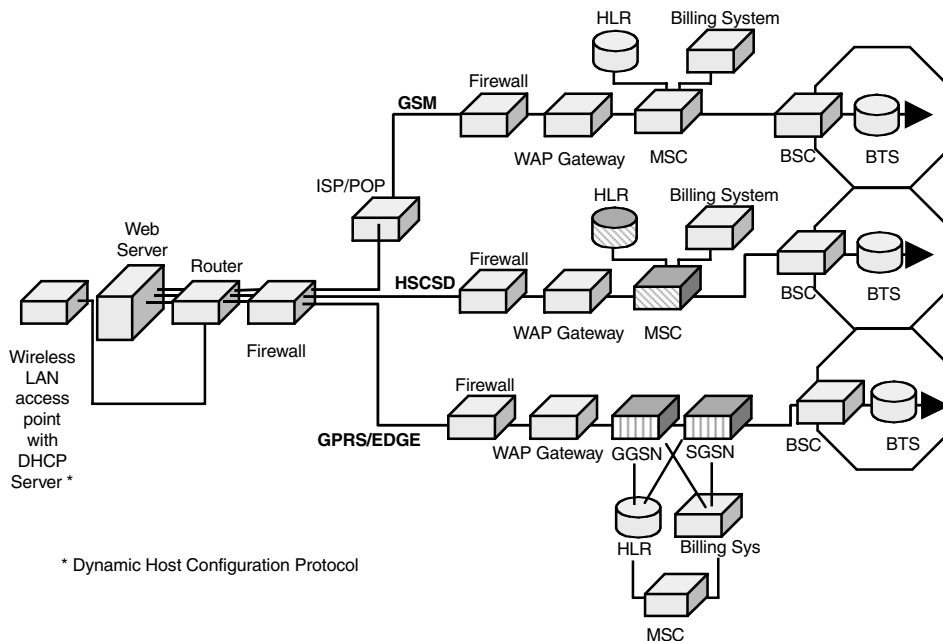 HLR
Billing System
Firewall
GSM
WAP Gateway
MSC
BSC
BTS
ISP/POP
HLR
Billing System
Web
Server
Router
Firewall
HSCSD
BSC
BTS
WAP Gateway
MSC
Firewall
Wireless
LAN
access
point
with
DHCP
Server *
Firewall
GPRS/EDGE
WAP Gateway
GGSN
SGSN
BSC
BTS
HLR
Billing Sys
* Dynamic Host Configuration Protocol
MSC